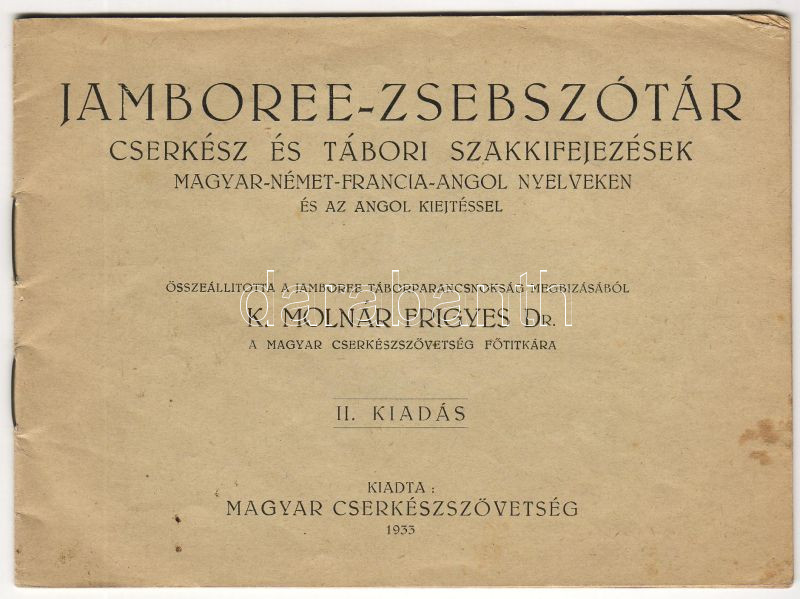 JAMBOREE-ZSEBSZÓTÁR
CSERKÉSZ ÉS TÁBORI SZAKKIFEJEZÉSEK
MAGYAR-NÉMET-FRANCIA-ANGOL NYELVEKEN
ÉS AZ ANGOL KIEJTÉSSEL
ÖSSZEÁLLITOTTA A JAMBOREE TÁBORPARANCSNOKSÁG MEGBIZÁSÁBÓL
darabanth
K. MOLNÁR FRIGYES DR.
A MAGYAR CSERKÉSZSZÖVETSÉG FŐTITKÁRA
II. KIADÁS
KIADTA :
MAGYAR CSERKÉSZSZÖVETSÉG
1933